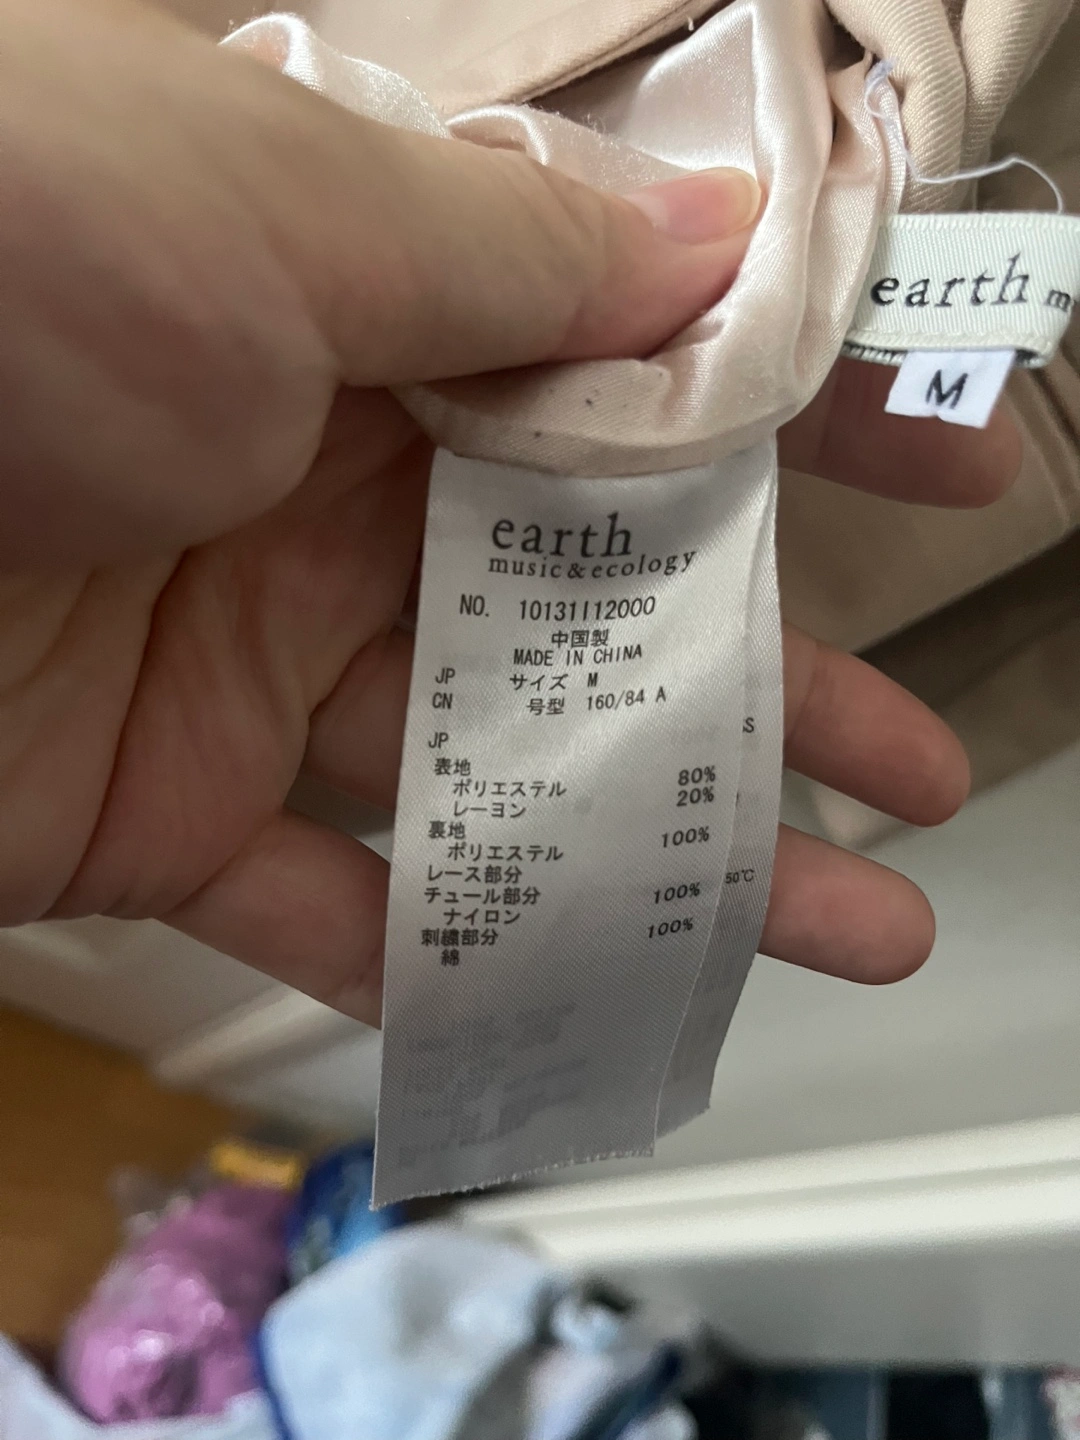 earth
M
earth
music&ecology
NO. 10131112000
中国製
MADE IN CHINA
JP サイズ M
CN 号型 160/84 A
JP
表地
ポリエステル 80%
レーヨン 20%
裏地
ポリエステル 100%
レース部分
チュール部分
ナイロン 100%
刺繍部分
綿 100%
50℃